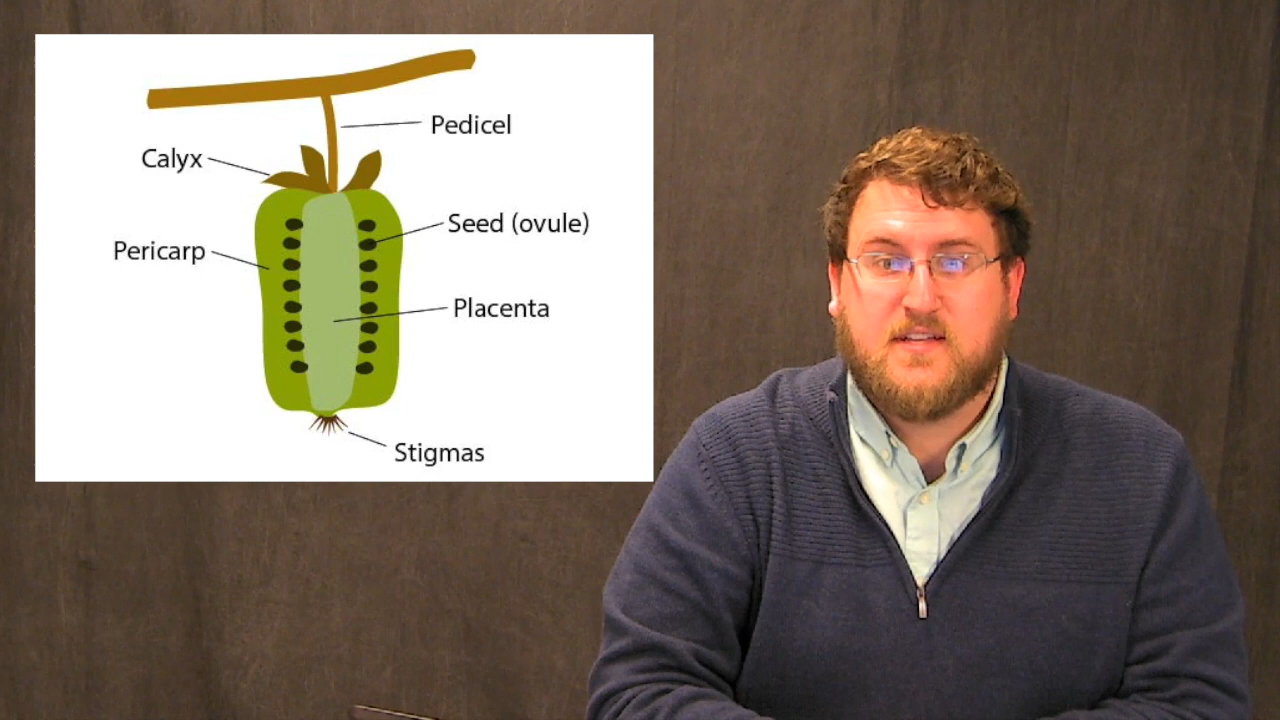 Pedicel
Calyx
Seed (ovule)
Pericarp
Placenta
Stigmas